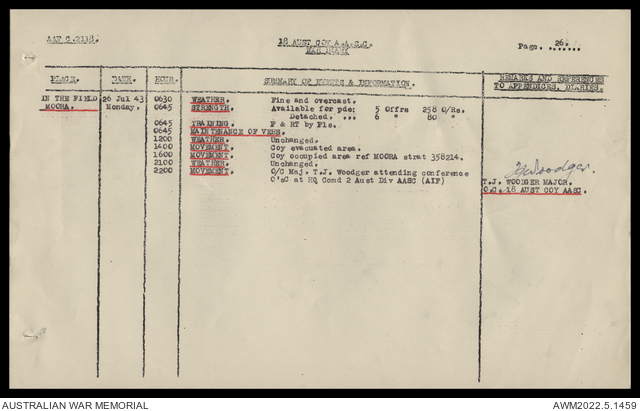 AAF C.2118.
18 AUST COY A.A.S.C.
WAR DIARY
Page. 26.
PLACE. DATE. HOUR. SUMMARY OF EVENTS & INFORMATION. REMARKS AND REFERENCES TO APPENDICES, DIARIES.
IN THE FIELD 26 Jul 43 0630 WEATHER. Fine and overcast.
MOORA. Monday. 0645 STRENGTH. Available for pde: 5 Offrs 258 O/Rs.
Detached. ... 6 " 80 "
0645 TRAINING. P & RT by Pls.
0645 MAINTENANCE OF VEHS.
1200 WEATHER. Unchanged.
1400 MOVEMENT. Coy evacuated area.
1600 MOVEMENT. Coy occupied area ref MOORA strat 358214.
2100 WEATHER. Unchanged.
2200 MOVEMENT. O/C Maj. T.J. Woodger attending conference
O'sC at HQ Comd 2 Aust Div AASC (AIF)
TJWoodger.
T.J. WOODGER MAJOR.
O.C. 18 AUST COY AASC.
AUSTRALIAN WAR MEMORIAL
AWM2022.5.1459